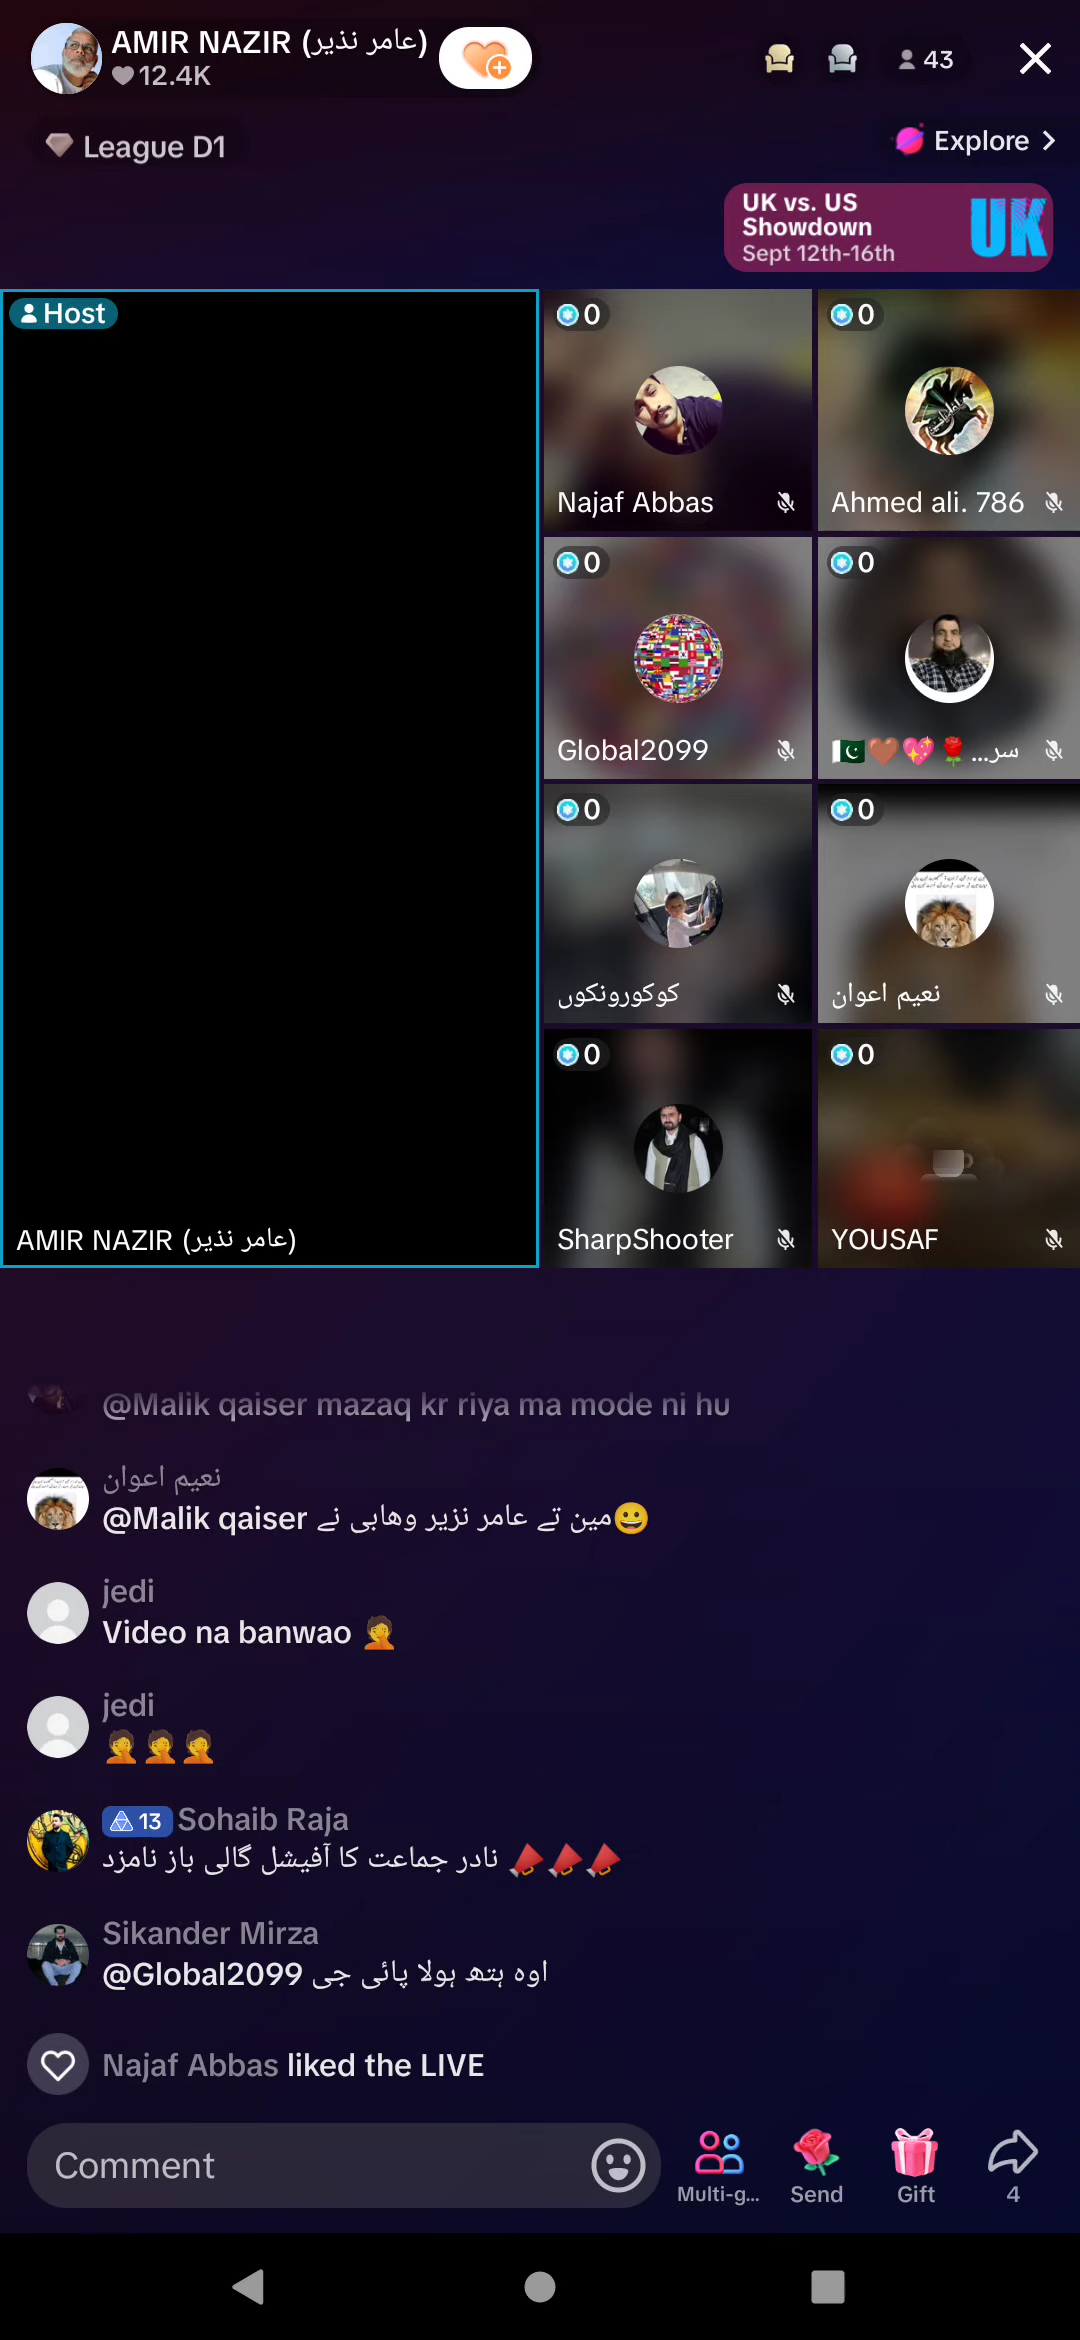 AMIR NAZIR (عامر نذیر)
12.4K
43
League D1
Explore
UK vs. US
Showdown
Sept 12th-16th
UK
Host
AMIR NAZIR (عامر نذیر)
0
Najaf Abbas
0
Ahmed ali. 786
0
Global2099
0
🇵🇰🤎💖🌹...سر
0
کوکورونکوں
0
نعیم اعوان
0
SharpShooter
0
YOUSAF
@Malik qaiser mazaq kr riya ma mode ni hu
نعیم اعوان
@Malik qaiser مین تے عامر نزیر وھابی نے😀
jedi
Video na banwao 🤦
jedi
🤦🤦🤦
13 Sohaib Raja
نادر جماعت کا آفیشل گالی باز نامزد 📣📣📣
Sikander Mirza
@Global2099 اوہ ہتھ ہولا پائی جی
Najaf Abbas liked the LIVE
Comment
Multi-g...
Send
Gift
4